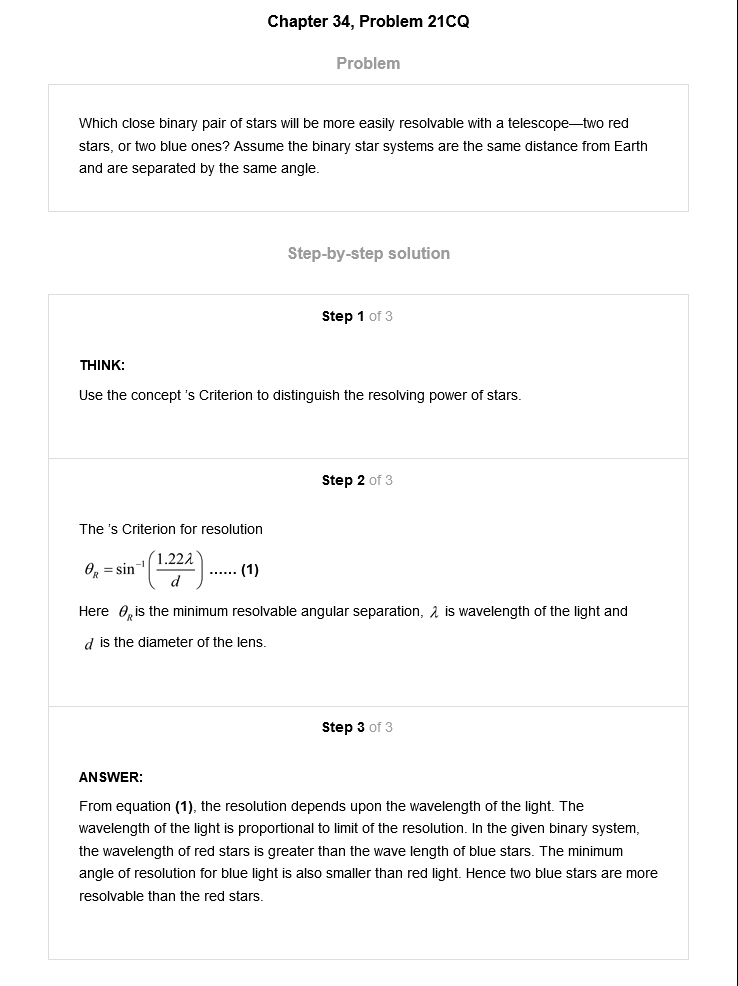 Chapter 34, Problem 21CQ
Problem
Which close binary pair of stars will be more easily resolvable with a telescope—two red
stars, or two blue ones? Assume the binary star systems are the same distance from Earth
and are separated by the same angle.
Step-by-step solution
Step 1 of 3
THINK:
Use the concept 's Criterion to distinguish the resolving power of stars.
Step 2 of 3
The 's Criterion for resolution
θ_R = sin⁻¹(1.22λ/d) ...... (1)
Here θ_R is the minimum resolvable angular separation, λ is wavelength of the light and
d is the diameter of the lens.
Step 3 of 3
ANSWER:
From equation (1), the resolution depends upon the wavelength of the light. The
wavelength of the light is proportional to limit of the resolution. In the given binary system,
the wavelength of red stars is greater than the wave length of blue stars. The minimum
angle of resolution for blue light is also smaller than red light. Hence two blue stars are more
resolvable than the red stars.